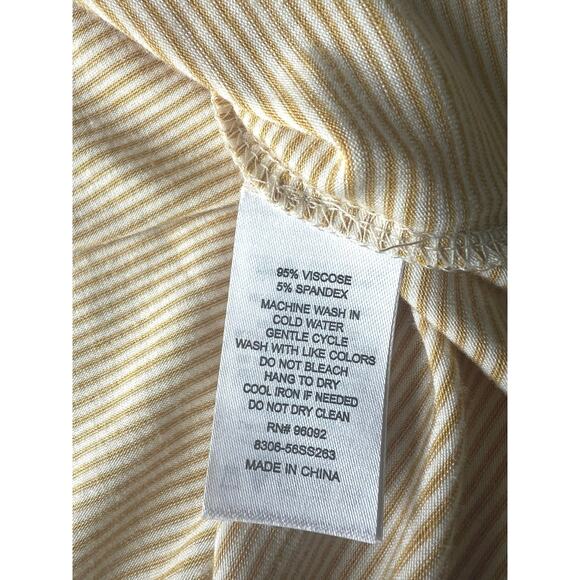 95% VISCOSE
5% SPANDEX
MACHINE WASH IN
COLD WATER
GENTLE CYCLE
WASH WITH LIKE COLORS
DO NOT BLEACH
HANG TO DRY
COOL IRON IF NEEDED
DO NOT DRY CLEAN
RN# 96092
6306-56SS263
MADE IN CHINA